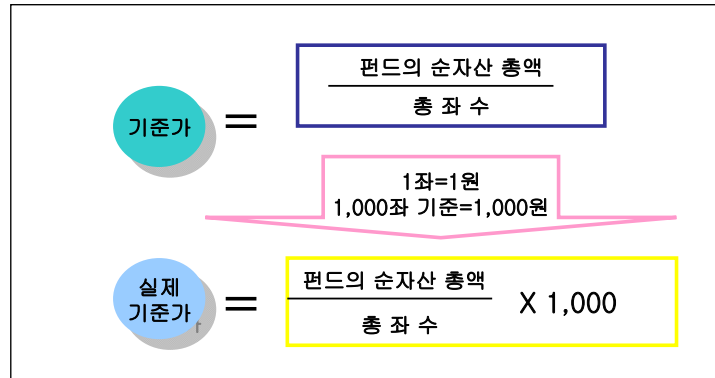 펀드의 순자산 총액
기준가 =
총 좌 수
1좌=1원
1,000좌 기준=1,000원
실제
기준가
=
펀드의 순자산 총액
X 1,000
총 좌 수